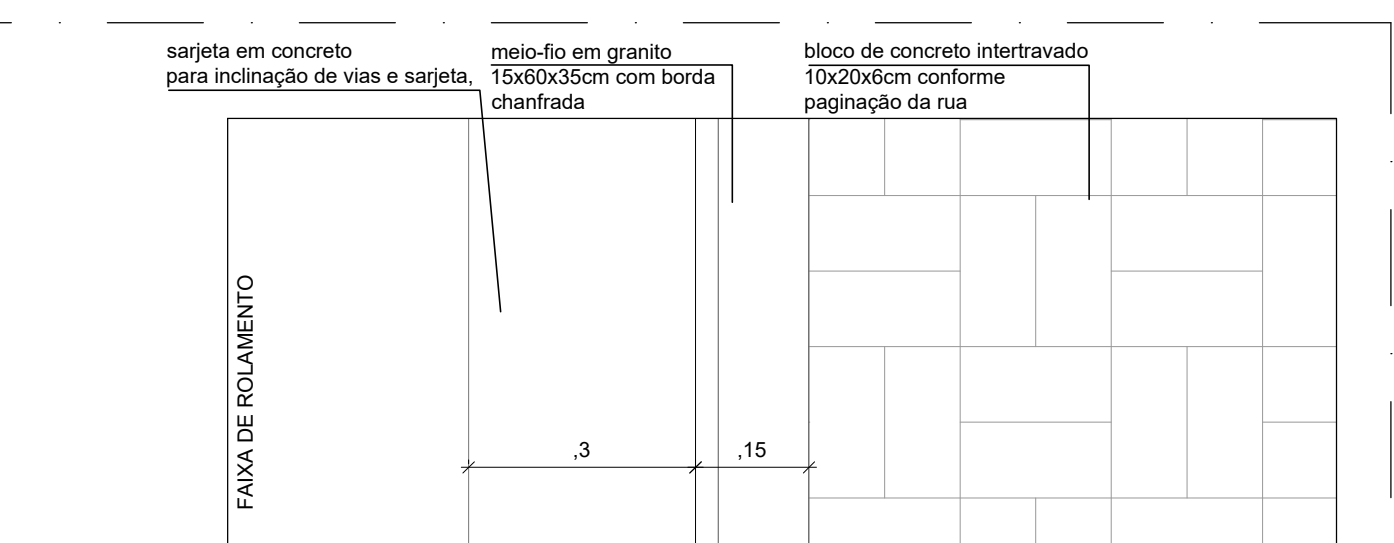 sarjeta em concreto
para inclinação de vias e sarjeta,
meio-fio em granito
15x60x35cm com borda
chanfrada
bloco de concreto intertravado
10x20x6cm conforme
paginação da rua
FAIXA DE ROLAMENTO
,3
,15